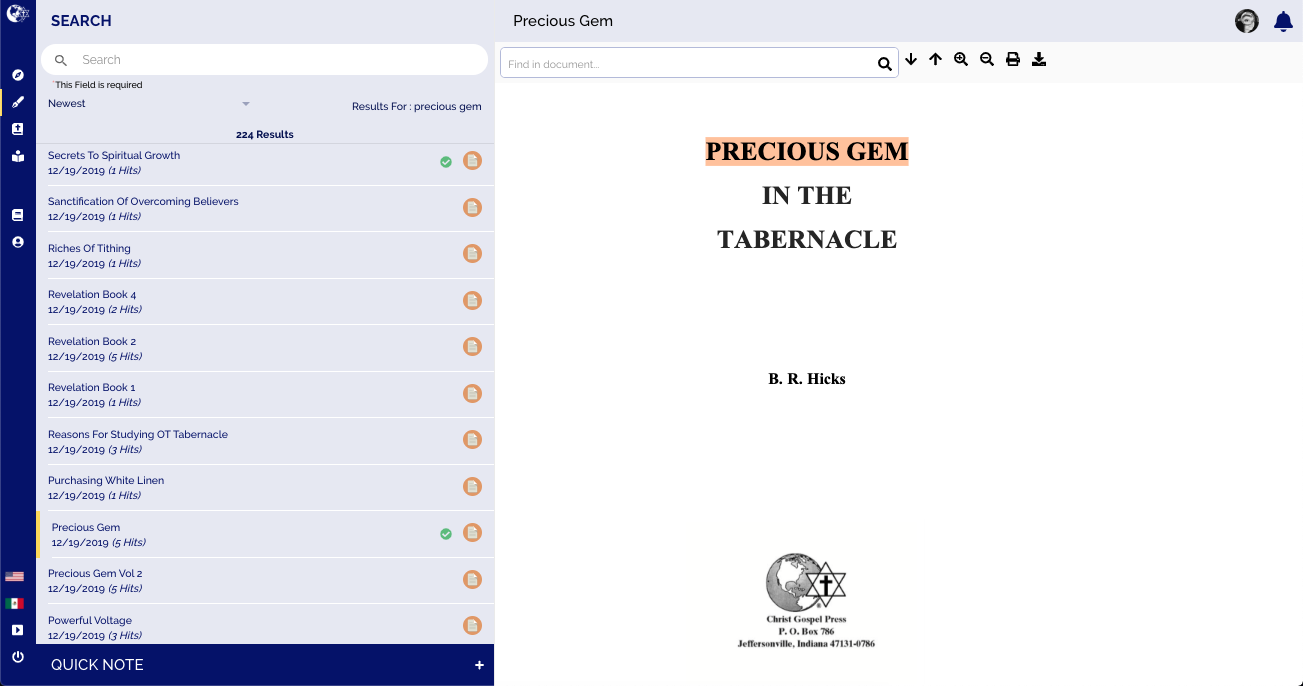 SEARCH
Search
*This Field is required
Newest
Results For : precious gem
224 Results
Secrets To Spiritual Growth
12/19/2019 (1 Hits)
Sanctification Of Overcoming Believers
12/19/2019 (1 Hits)
Riches Of Tithing
12/19/2019 (1 Hits)
Revelation Book 4
12/19/2019 (2 Hits)
Revelation Book 2
12/19/2019 (5 Hits)
Revelation Book 1
12/19/2019 (1 Hits)
Reasons For Studying OT Tabernacle
12/19/2019 (3 Hits)
Purchasing White Linen
12/19/2019 (1 Hits)
Precious Gem
12/19/2019 (5 Hits)
Precious Gem Vol 2
12/19/2019 (5 Hits)
Powerful Voltage
12/19/2019 (3 Hits)
QUICK NOTE
+
Precious Gem
Find in document...
PRECIOUS GEM
IN THE
TABERNACLE
B. R. Hicks
®
Christ Gospel Press
P. O. Box 786
Jeffersonville, Indiana 47131-0786